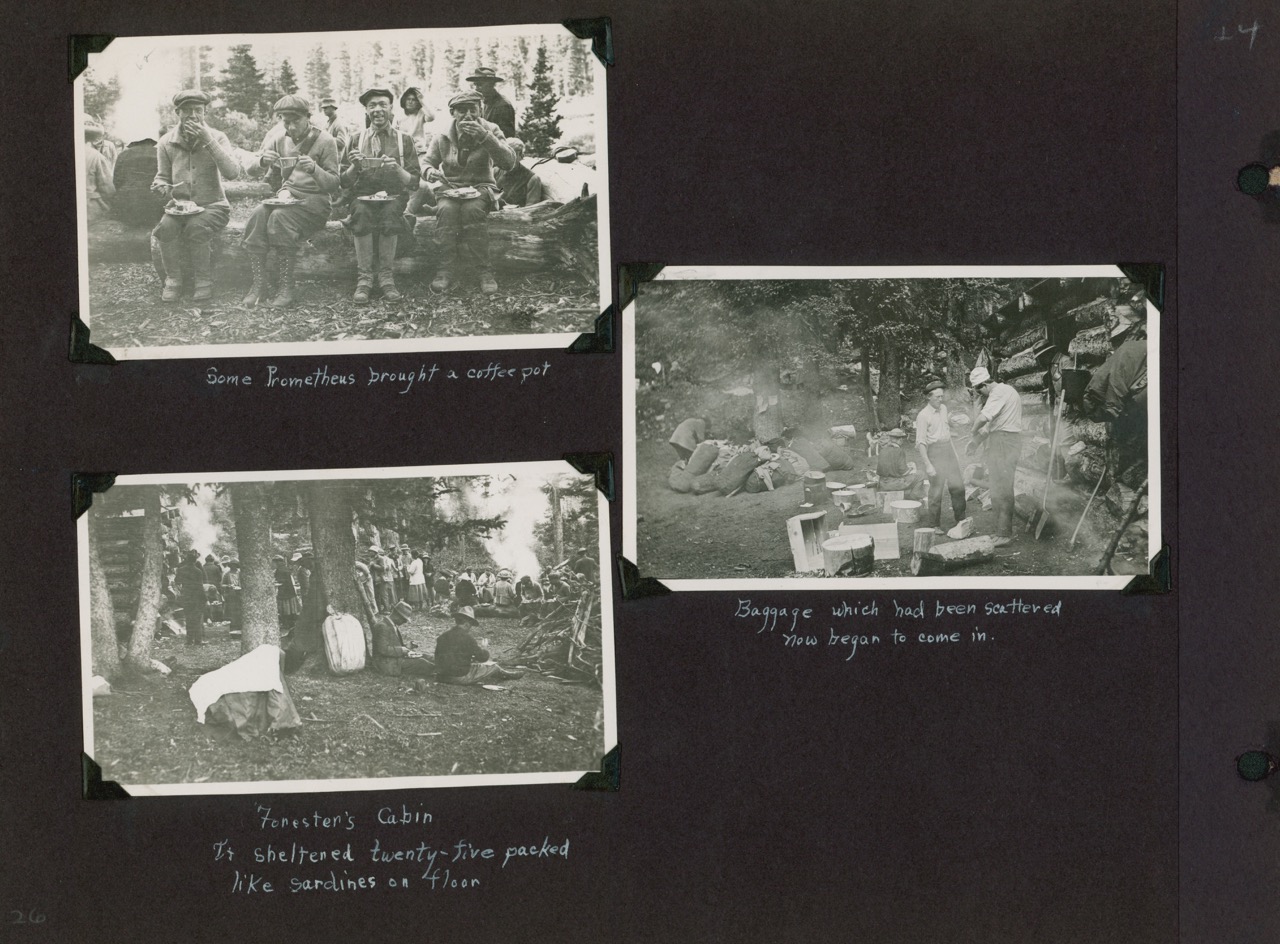 14
Some Prometheus brought a coffee pot
Baggage which had been scattered
now began to come in.
Forester's Cabin
It sheltered twenty-five packed
like sardines on floor
26